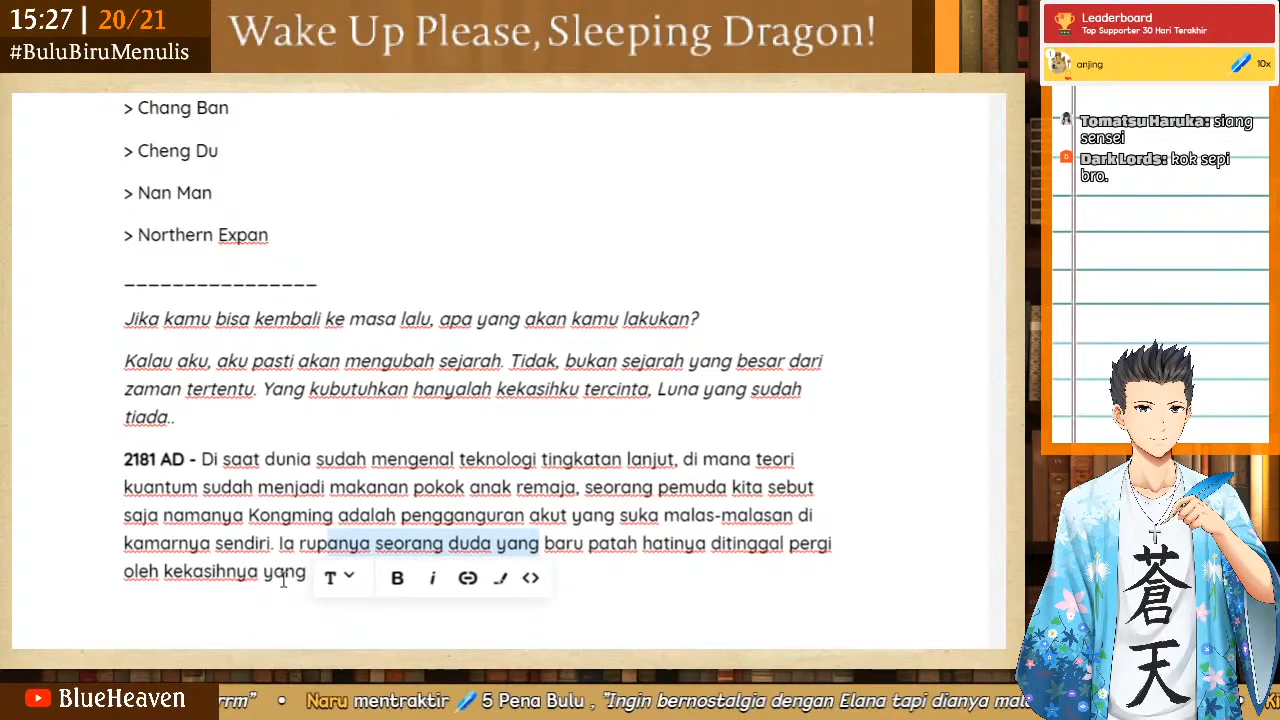 15:27 | 20/21
#BuluBiruMenulis
Wake Up Please, Sleeping Dragon!
Leaderboard
Top Supporter 30 Hari Terakhir
1
anjing
10x
Tomatsu Haruka: siang
sensei
D
Dark Lords: kok sepi
bro.
> Chang Ban
> Cheng Du
> Nan Man
> Northern Expan
________________
Jika kamu bisa kembali ke masa lalu, apa yang akan kamu lakukan?
Kalau aku, aku pasti akan mengubah sejarah. Tidak, bukan sejarah yang besar dari
zaman tertentu. Yang kubutuhkan hanyalah kekasihku tercinta, Luna yang sudah
tiada..
2181 AD - Di saat dunia sudah mengenal teknologi tingkatan lanjut, di mana teori
kuantum sudah menjadi makanan pokok anak remaja, seorang pemuda kita sebut
saja namanya Kongming adalah pengganguran akut yang suka malas-malasan di
kamarnya sendiri. Ia rupanya seorang duda yang baru patah hatinya ditinggal pergi
oleh kekasihnya yang
T B i
蒼
天
BlueHeaven
rrm" • Naru mentraktir 5 Pena Bulu , "Ingin bernostalgia dengan Elana tapi dianya